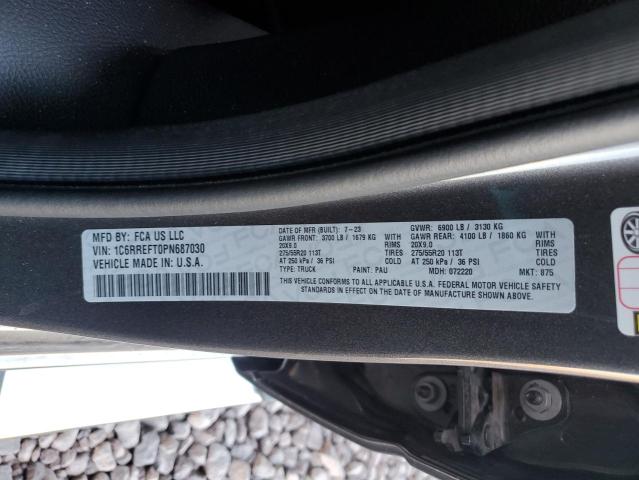 MFD BY: FCA US LLC
VIN: 1C6RREFT0PN687030
VEHICLE MADE IN: U.S.A.
DATE OF MFR (BUILT): 7-23
GVWR: 6900 LB / 3130 KG
GAWR FRONT: 3700 LB / 1679 KG
GAWR REAR: 4100 LB / 1860 KG
20X9.0
20X9.0
275/55R20 113T TIRES
275/55R20 113T TIRES
AT 250 kPa / 36 PSI COLD
AT 250 kPa / 36 PSI COLD
TYPE: TRUCK PAINT: PAU MDH: 072220 MKT: 875
THIS VEHICLE CONFORMS TO ALL APPLICABLE U.S.A. FEDERAL MOTOR VEHICLE SAFETY
STANDARDS IN EFFECT ON THE DATE OF MANUFACTURE SHOWN ABOVE.